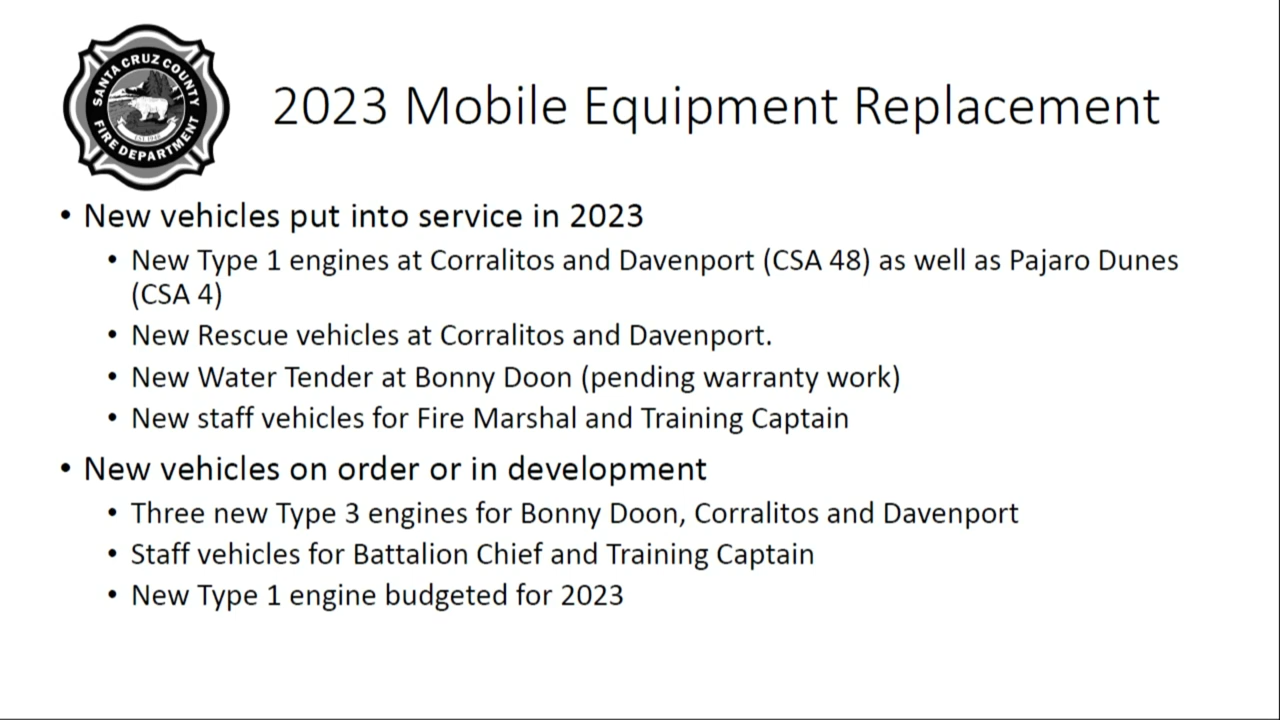 SANTA CRUZ COUNTY
FIRE DEPARTMENT
2023 Mobile Equipment Replacement
• New vehicles put into service in 2023
• New Type 1 engines at Corralitos and Davenport (CSA 48) as well as Pajaro Dunes
(CSA 4)
• New Rescue vehicles at Corralitos and Davenport.
• New Water Tender at Bonny Doon (pending warranty work)
• New staff vehicles for Fire Marshal and Training Captain
• New vehicles on order or in development
• Three new Type 3 engines for Bonny Doon, Corralitos and Davenport
• Staff vehicles for Battalion Chief and Training Captain
• New Type 1 engine budgeted for 2023